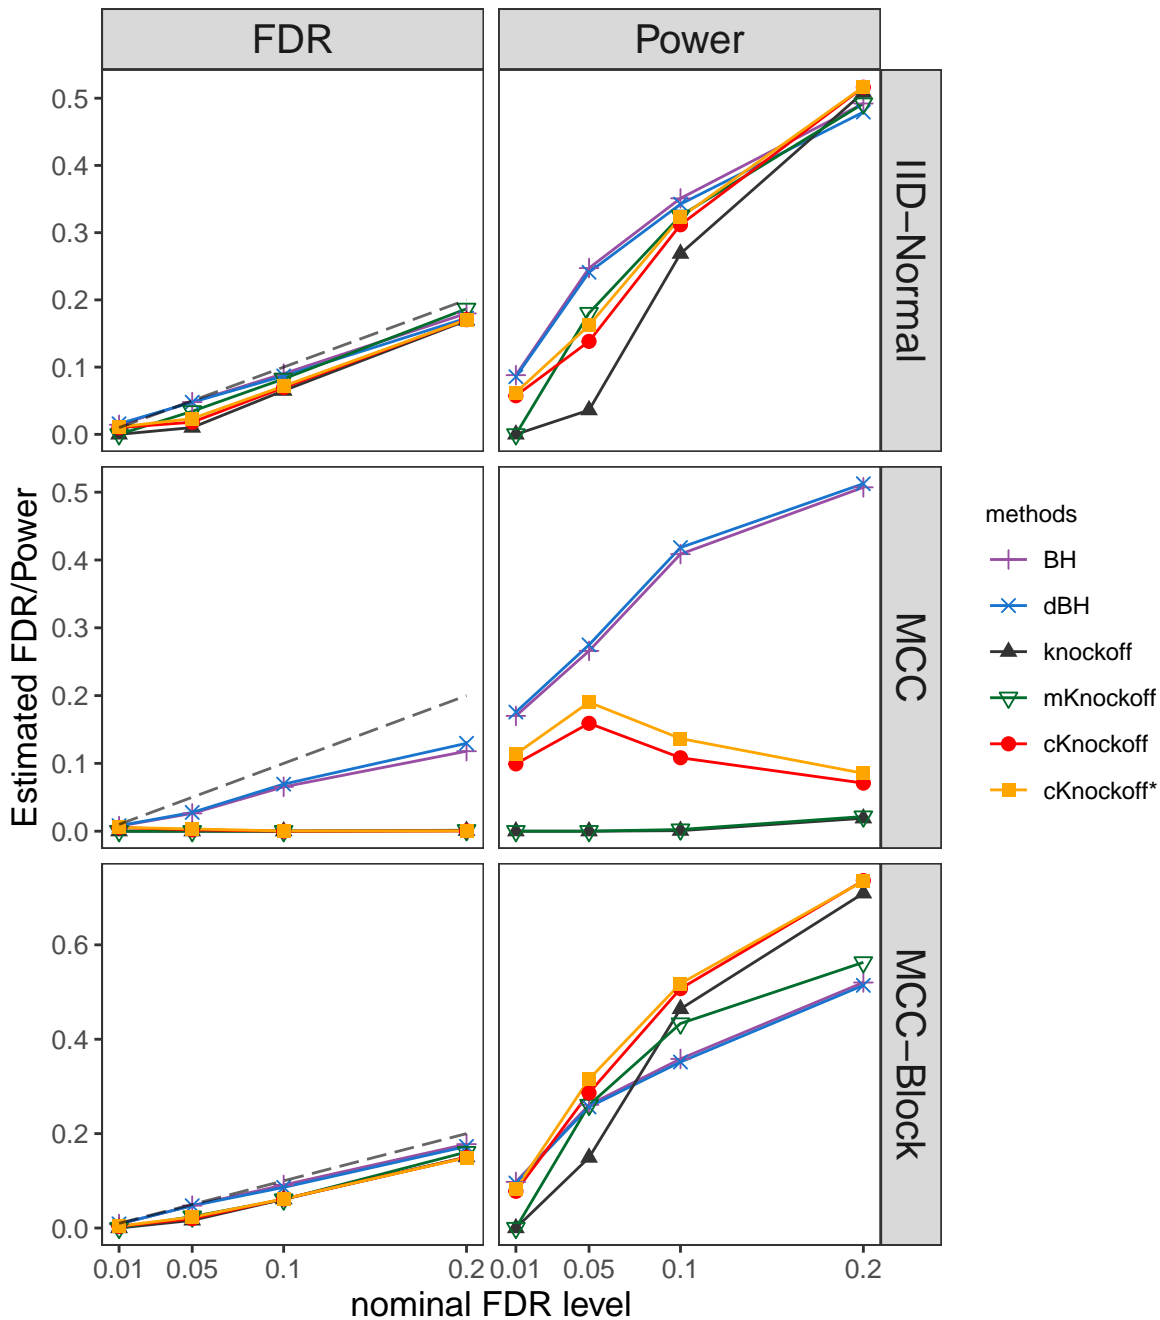 FDR
Power
0.5
0.4
0.3
0.2
0.1
0.0
IID−Normal
0.5
0.4
0.3
0.2
0.1
0.0
MCC
0.6
0.4
0.2
0.0
MCC−Block
Estimated FDR/Power
0.01 0.05 0.1 0.2
0.01 0.05 0.1 0.2
nominal FDR level
methods
BH
dBH
knockoff
mKnockoff
cKnockoff
cKnockoff*